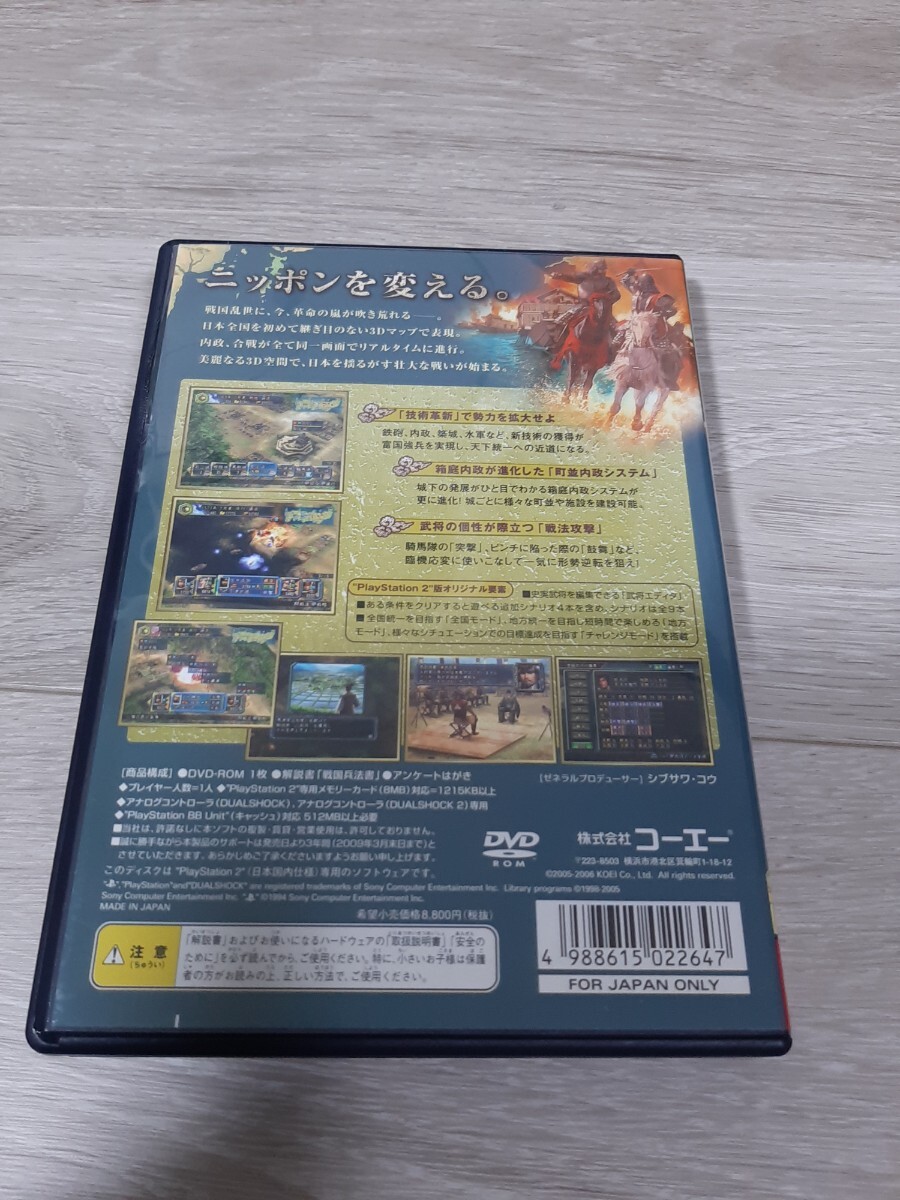 ニッポンを変える。
戦国乱世に、今、革命の嵐が吹き荒れる――。
日本全国を初めて継ぎ目のない3Dマップで表現。
内政、合戦が全て同一画面でリアルタイムに進行。
美麗なる3D空間で、日本を揺るがす壮大な戦いが始まる。
「技術革新」で勢力を拡大せよ
鉄砲、内政、築城、水軍など、新技術の獲得が
富国強兵を実現し、天下統一への近道になる。
箱庭内政が進化した「町並内政システム」
城下の発展がひと目でわかる箱庭内政システムが
更に進化!城ごとに様々な町並や施設を建設可能。
武将の個性が際立つ「戦法攻撃」
騎馬隊の「突撃」、ピンチに陥った際の「鼓舞」など、
臨機応変に使いこなして一気に形勢逆転を狙え!
"PlayStation 2"版オリジナル要素
■史実武将を編集できる「武将エディタ」
■ある条件をクリアすると遊べる追加シナリオ4本を含め、シナリオは全9本
■全国統一を目指す「全国モード」、地方統一を目指し短時間で楽しめる「地方
モード」、様々なシチュエーションでの目標達成を目指す「チャレンジモード」を搭載
[商品構成] ●DVD-ROM 1枚 ●解説書「戦国兵法書」 ●アンケートはがき
[ゼネラルプロデューサー] シブサワ・コウ
◆プレイヤー人数=1人 ◆"PlayStation 2"専用メモリーカード(8MB)対応=1215KB以上
◆アナログコントローラ(DUALSHOCK)、アナログコントローラ(DUALSHOCK 2)専用
◆"PlayStation BB Unit"(キャッシュ)対応 512MB以上必要
■当社は、許諾なしに本ソフトの複製・賃貸・営業使用は、許可しておりません。
■誠に勝手ながら本製品のサポートは発売日より3年間(2009年3月末日まで)と
させていただきます。あらかじめご了承くださいますようお願い申し上げます。
このディスクは"PlayStation 2"(日本国内仕様)専用のソフトウェアです。
DVD
ROM
株式会社コーエー®
〒223-8503 横浜市港北区箕輪町1-18-12
©2005-2006 KOEI Co., Ltd. All rights reserved.
"PlayStation"and"DUALSHOCK" are registered trademarks of Sony Computer Entertainment Inc. Library programs ©1998-2005
Sony Computer Entertainment Inc. ©1994 Sony Computer Entertainment Inc.
MADE IN JAPAN
希望小売価格8,800円(税抜)
注意
(ちゅうい)
「解説書」およびお使いになるハードウェアの「取扱説明書」「安全の
ために」を必ず読んでから、ご使用ください。特に、小さいお子様は保護
者の方がお読みの上、正しい方法で、ご使用ください。
4 988615 022647
FOR JAPAN ONLY